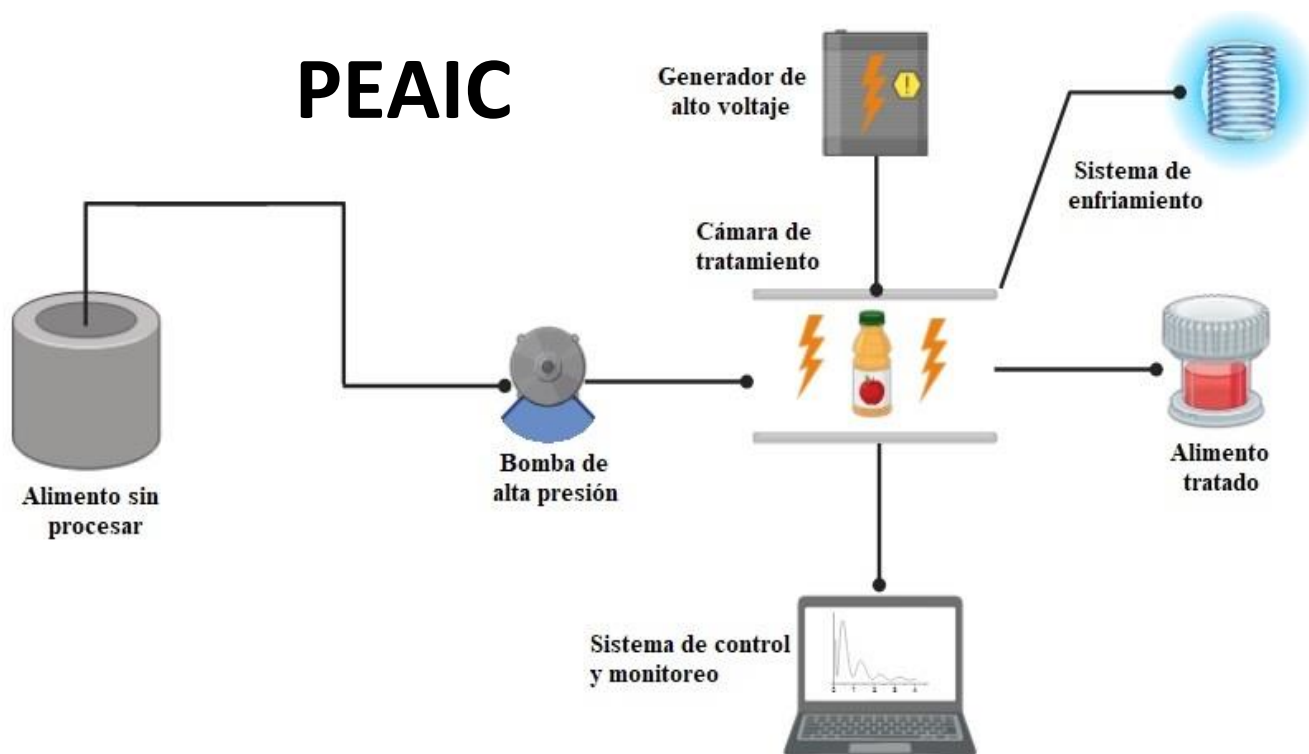 PEAIC
Generador de
alto voltaje
Sistema de
enfriamiento
Cámara de
tratamiento
Alimento sin
procesar
Bomba de
alta presión
Alimento
tratado
Sistema de control
y monitoreo